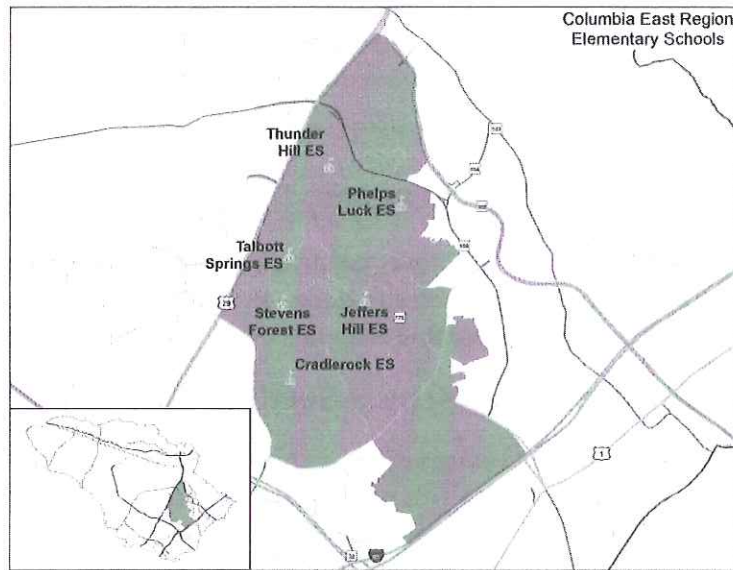 Columbia East Region
Elementary Schools
Thunder
Hill ES
Phelps
Luck ES
Talbott
Springs ES
29
Stevens
Forest ES
Jeffers
Hill ES
Cradlerock ES
1